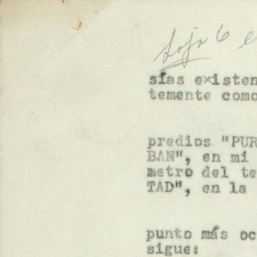 6
sías existen
temente como
predios "PUR
BAN", en mi
metro del te
TAD", en la
punto más oc
sigue: